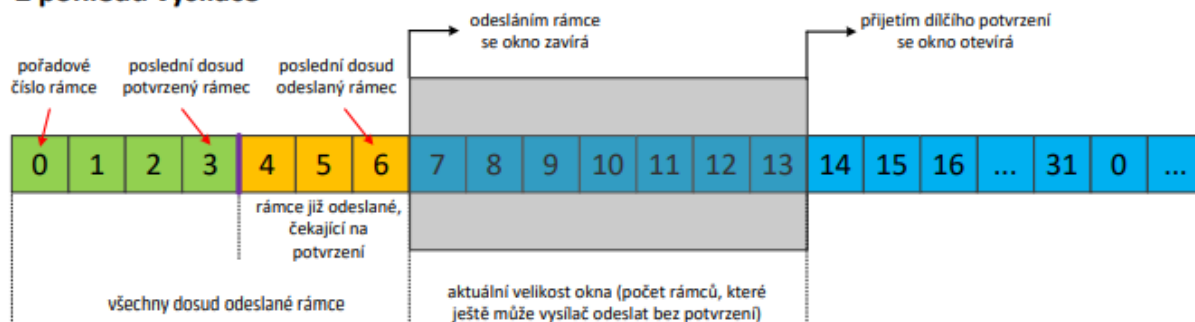 Z pohledu vysílače
odesláním rámce
se okno zavírá
přijetím dílčího potvrzení
se okno otevírá
pořadové
číslo rámce
poslední dosud
potvrzený rámec
poslední dosud
odeslaný rámec
0 1 2 3 4 5 6 7 8 9 10 11 12 13 14 15 16 ... 31 0 ...
rámce již odeslané,
čekající na
potvrzení
všechny dosud odeslané rámce
aktuální velikost okna (počet rámců, které
ještě může vysílač odeslat bez potvrzení)